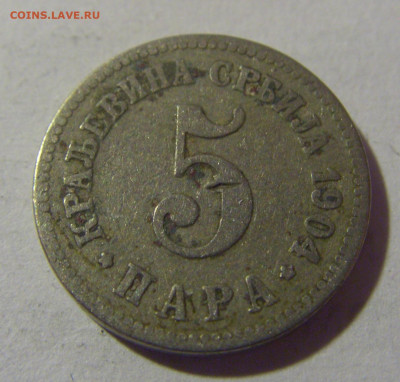 COINS.LAVE.RU
КРАЉЕВИНА СРБИЈА 1904
5
ПАРА